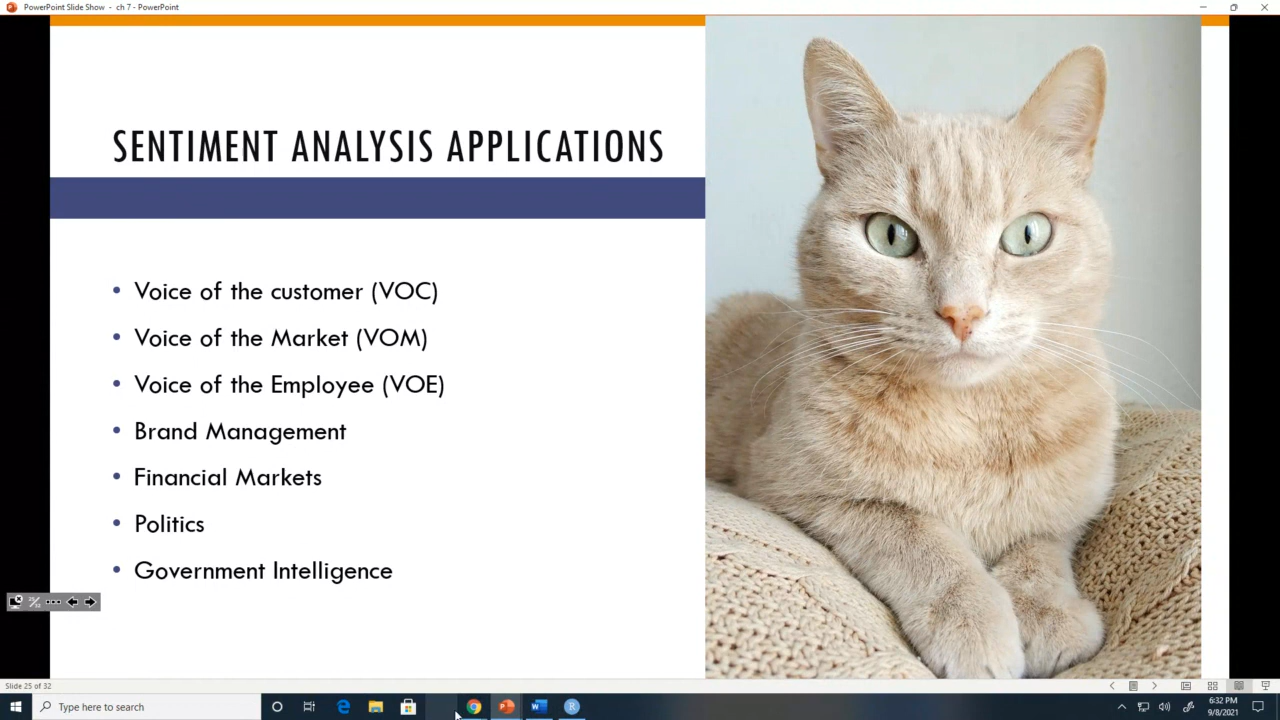 PowerPoint Slide Show - ch 7 - PowerPoint
SENTIMENT ANALYSIS APPLICATIONS
• Voice of the customer (VOC)
• Voice of the Market (VOM)
• Voice of the Employee (VOE)
• Brand Management
• Financial Markets
• Politics
• Government Intelligence
Slide 25 of 32
Type here to search
6:32 PM
9/8/2021